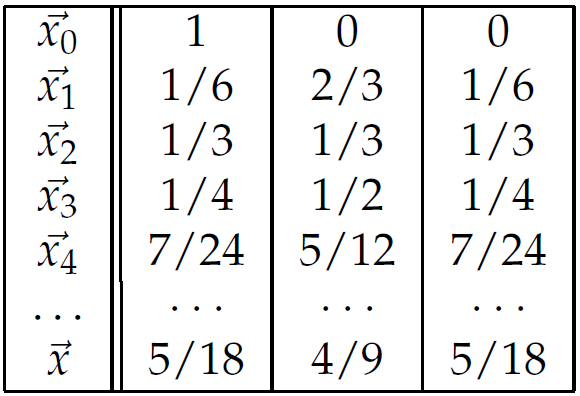 x⃗₀ 1 0 0
x⃗₁ 1/6 2/3 1/6
x⃗₂ 1/3 1/3 1/3
x⃗₃ 1/4 1/2 1/4
x⃗₄ 7/24 5/12 7/24
... ... ... ...
x⃗ 5/18 4/9 5/18